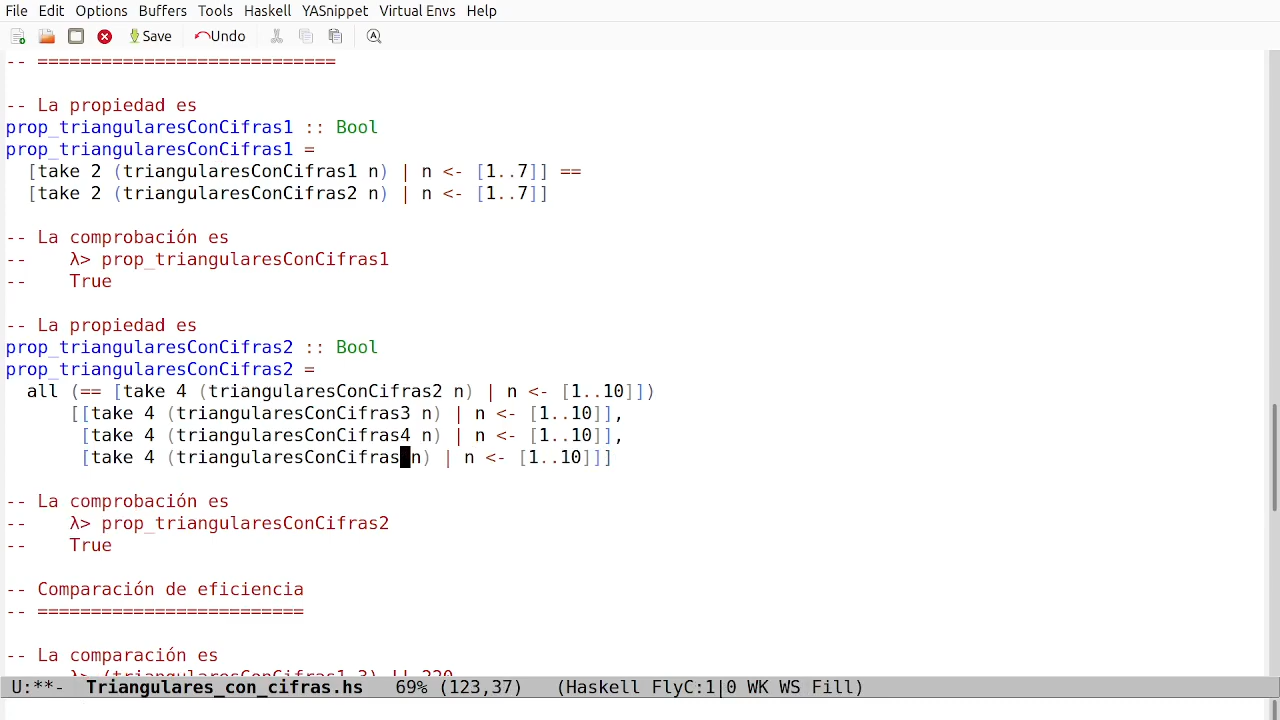 File Edit Options Buffers Tools Haskell YASnippet Virtual Envs Help
Save Undo
-- ============================
-- La propiedad es
prop_triangularesConCifras1 :: Bool
prop_triangularesConCifras1 =
  [take 2 (triangularesConCifras1 n) | n <- [1..7]] ==
  [take 2 (triangularesConCifras2 n) | n <- [1..7]]
-- La comprobación es
--    λ> prop_triangularesConCifras1
--    True
-- La propiedad es
prop_triangularesConCifras2 :: Bool
prop_triangularesConCifras2 =
  all (== [take 4 (triangularesConCifras2 n) | n <- [1..10]])
      [[take 4 (triangularesConCifras3 n) | n <- [1..10]],
       [take 4 (triangularesConCifras4 n) | n <- [1..10]],
       [take 4 (triangularesConCifras n) | n <- [1..10]]]
-- La comprobación es
--    λ> prop_triangularesConCifras2
--    True
-- Comparación de eficiencia
-- =========================
-- La comparación es
--    λ> (triangularesConCifras1 3) !! 220
U:**-  Triangulares_con_cifras.hs   69% (123,37)   (Haskell FlyC:1|0 WK WS Fill)